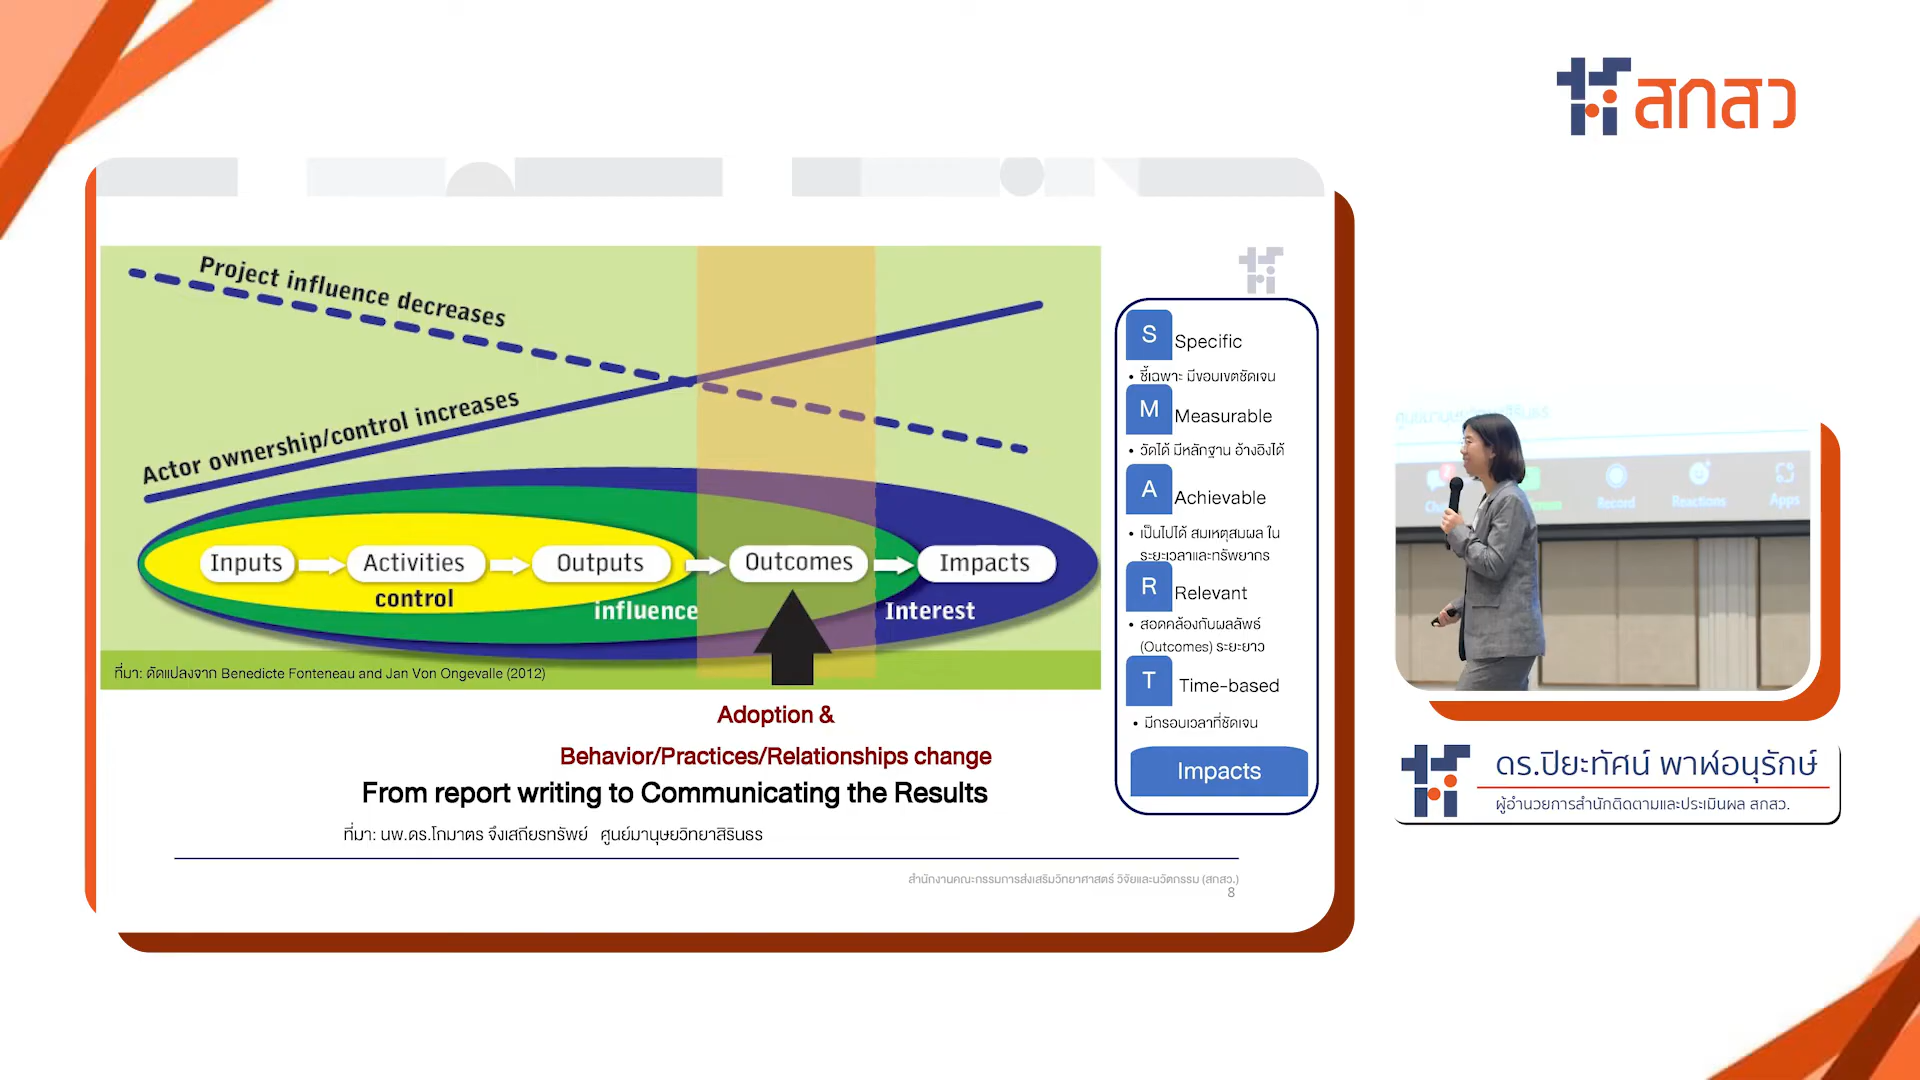 สกสว
Project influence decreases
Actor ownership/control increases
Inputs
Activities
Outputs
Outcomes
Impacts
control
influence
Interest
ที่มา: ดัดแปลงจาก Benedicte Fonteneau and Jan Von Ongevalle (2012)
Adoption &
Behavior/Practices/Relationships change
From report writing to Communicating the Results
ที่มา: นพ.ดร.โกมาตร จึงเสถียรทรัพย์ ศูนย์มานุษยวิทยาสิรินธร
สำนักงานคณะกรรมการส่งเสริมวิทยาศาสตร์ วิจัยและนวัตกรรม (สกสว.)
8
S Specific
• ชี้เฉพาะ มีขอบเขตชัดเจน
M Measurable
• วัดได้ มีหลักฐาน อ้างอิงได้
A Achievable
• เป็นไปได้ สมเหตุสมผล ใน
ระยะเวลาและทรัพยากร
R Relevant
• สอดคล้องกับผลลัพธ์
(Outcomes) ระยะยาว
T Time-based
• มีกรอบเวลาที่ชัดเจน
Impacts
Record
Reactions
Apps
ดร.ปิยะทัศน์ พาฬอนุรักษ์
ผู้อำนวยการสำนักติดตามและประเมินผล สกสว.